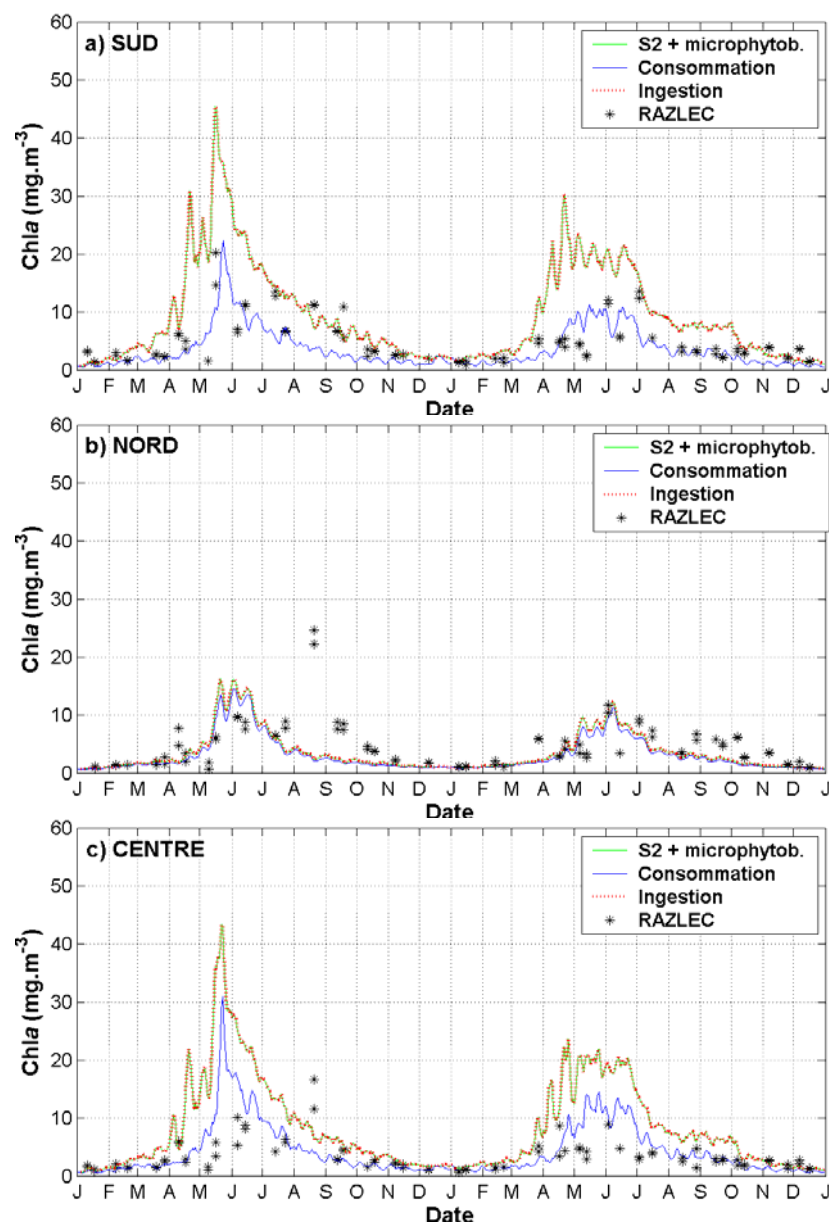 60
50
40
30
20
10
0
Chla (mg.m-3)
a) SUD
S2 + microphytob.
Consommation
Ingestion
RAZLEC
J F M A M J J A S O N D J F M A M J J A S O N D J
Date
60
50
40
30
20
10
0
Chla (mg.m-3)
b) NORD
S2 + microphytob.
Consommation
Ingestion
RAZLEC
J F M A M J J A S O N D J F M A M J J A S O N D J
Date
60
50
40
30
20
10
0
Chla (mg.m-3)
c) CENTRE
S2 + microphytob.
Consommation
Ingestion
RAZLEC
J F M A M J J A S O N D J F M A M J J A S O N D J
Date